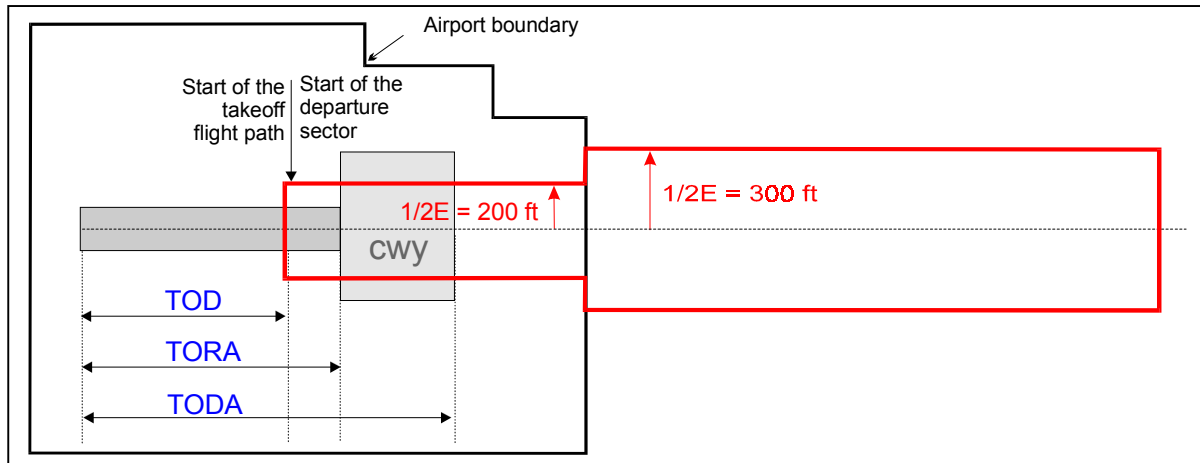 Airport boundary
Start of the
takeoff
flight path
Start of the
departure
sector
1/2E = 200 ft
1/2E = 300 ft
cwy
TOD
TORA
TODA